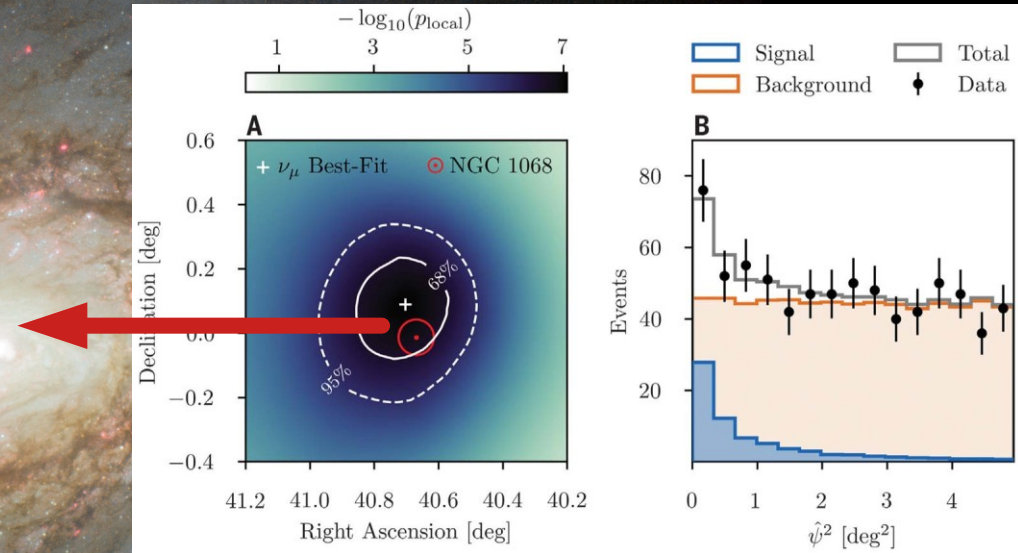 − log₁₀(p_local)
1 3 5 7
A
+ ν_μ Best-Fit ⊙ NGC 1068
68%
95%
0.6
0.4
0.2
0.0
−0.2
−0.4
Declination [deg]
41.2 41.0 40.8 40.6 40.4 40.2
Right Ascension [deg]
Signal Total
Background Data
B
80
60
40
20
Events
0 1 2 3 4
ψ̂² [deg²]